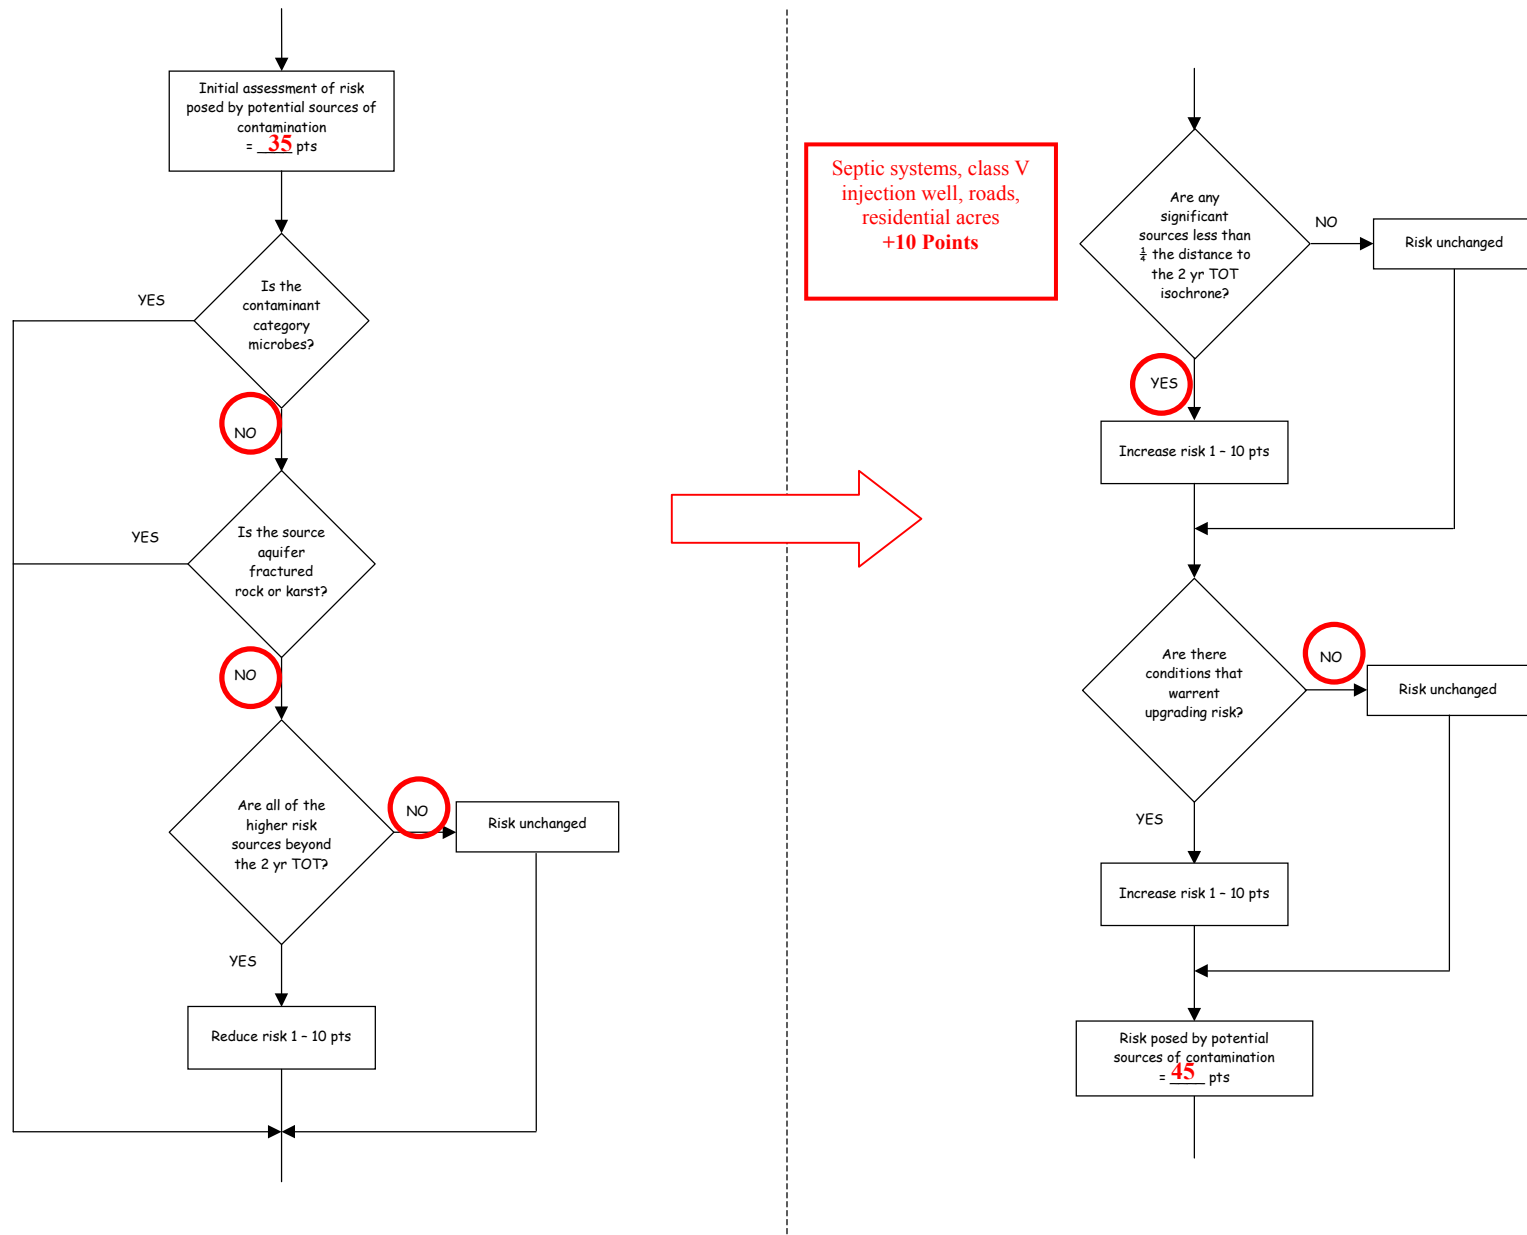 Initial assessment of risk
posed by potential sources of
contamination
= 35 pts
Is the
contaminant
category
microbes?
YES
NO
Is the source
aquifer
fractured
rock or karst?
YES
NO
Are all of the
higher risk
sources beyond
the 2 yr TOT?
NO
Risk unchanged
YES
Reduce risk 1 – 10 pts
Septic systems, class V
injection well, roads,
residential acres
+10 Points
Are any
significant
sources less than
¼ the distance to
the 2 yr TOT
isochrone?
NO
Risk unchanged
YES
Increase risk 1 – 10 pts
Are there
conditions that
warrent
upgrading risk?
NO
Risk unchanged
YES
Increase risk 1 – 10 pts
Risk posed by potential
sources of contamination
= 45 pts